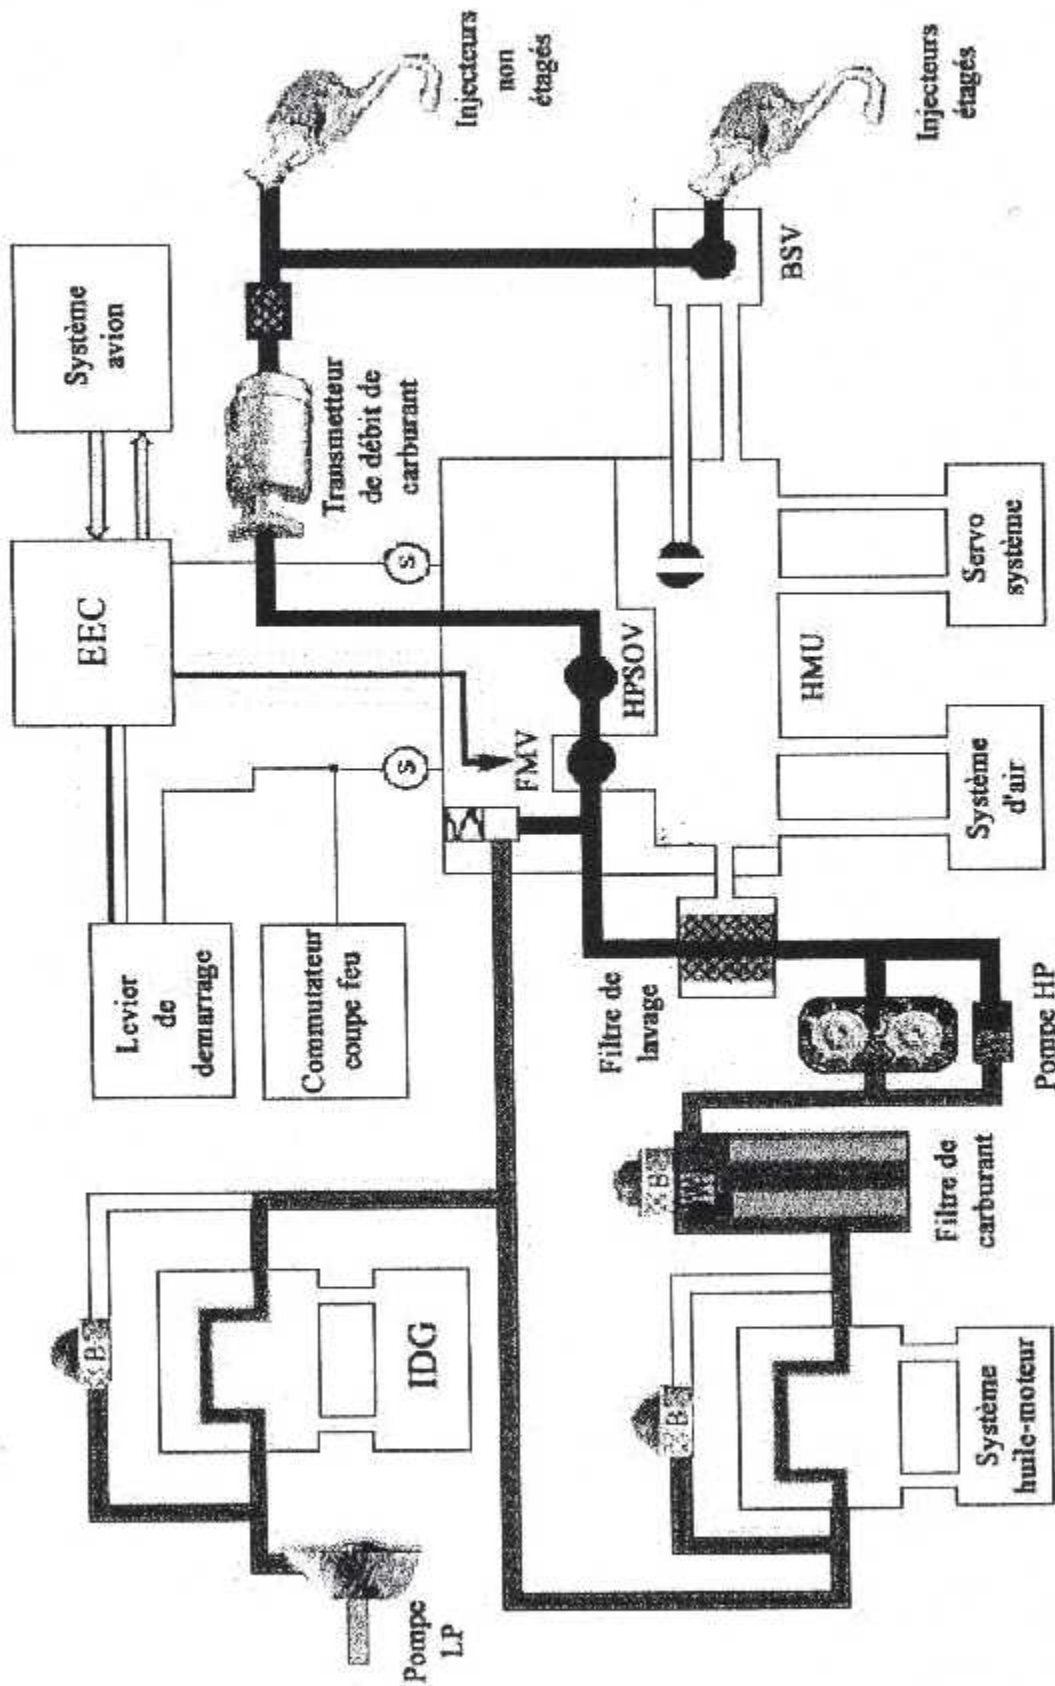 Pompe
LP
B
IDG
Levier
de
demarrage
Commutateur
coupe feu
EEC
Système
avion
S
S
Transmetteur
de débit de
carburant
Injecteurs
non
étagés
FMV
HPSOV
HMU
BSV
Injecteurs
étagés
Filtre de
lavage
B
Système
huile-moteur
B
Filtre de
carburant
Pompe HP
Système
d'air
Servo
système